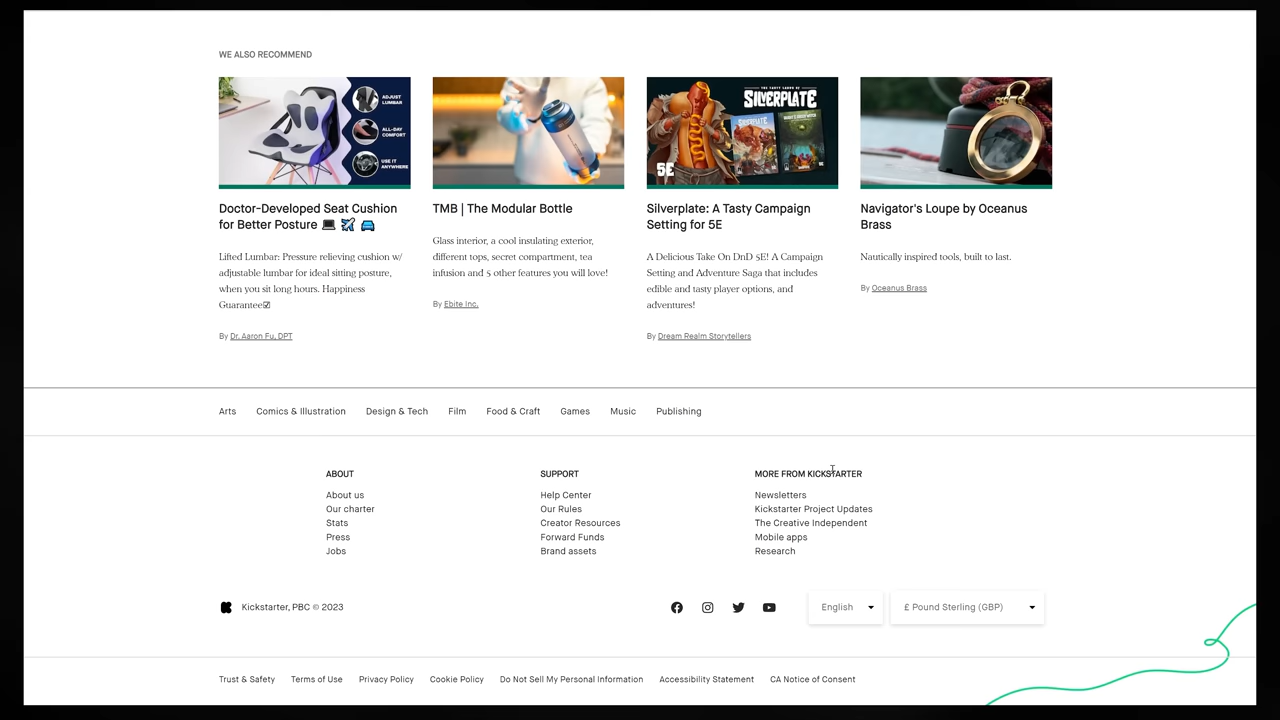 WE ALSO RECOMMEND
ADJUST
LUMBAR
ALL-DAY
COMFORT
USE IT
ANYWHERE
THE TASTY LANDS OF
SILVERPLATE
5E
Doctor-Developed Seat Cushion
for Better Posture 💻 ✈️ 🚘
Lifted Lumbar: Pressure relieving cushion w/
adjustable lumbar for ideal sitting posture,
when you sit long hours. Happiness
Guarantee☑
By Dr. Aaron Fu, DPT
TMB | The Modular Bottle
Glass interior, a cool insulating exterior,
different tops, secret compartment, tea
infusion and 5 other features you will love!
By Ebite Inc.
Silverplate: A Tasty Campaign
Setting for 5E
A Delicious Take On DnD 5E! A Campaign
Setting and Adventure Saga that includes
edible and tasty player options, and
adventures!
By Dream Realm Storytellers
Navigator's Loupe by Oceanus
Brass
Nautically inspired tools, built to last.
By Oceanus Brass
Arts Comics & Illustration Design & Tech Film Food & Craft Games Music Publishing
ABOUT
About us
Our charter
Stats
Press
Jobs
SUPPORT
Help Center
Our Rules
Creator Resources
Forward Funds
Brand assets
MORE FROM KICKSTARTER
Newsletters
Kickstarter Project Updates
The Creative Independent
Mobile apps
Research
Kickstarter, PBC © 2023
English
£ Pound Sterling (GBP)
Trust & Safety Terms of Use Privacy Policy Cookie Policy Do Not Sell My Personal Information Accessibility Statement CA Notice of Consent